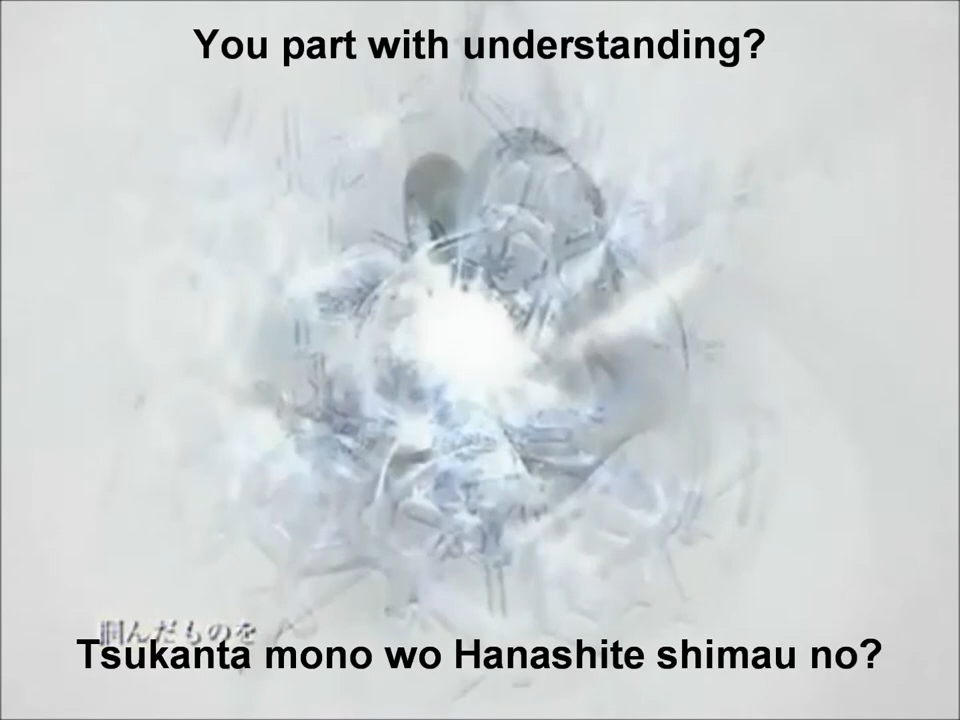 You part with understanding?
掴んだものを
Tsukanta mono wo Hanashite shimau no?